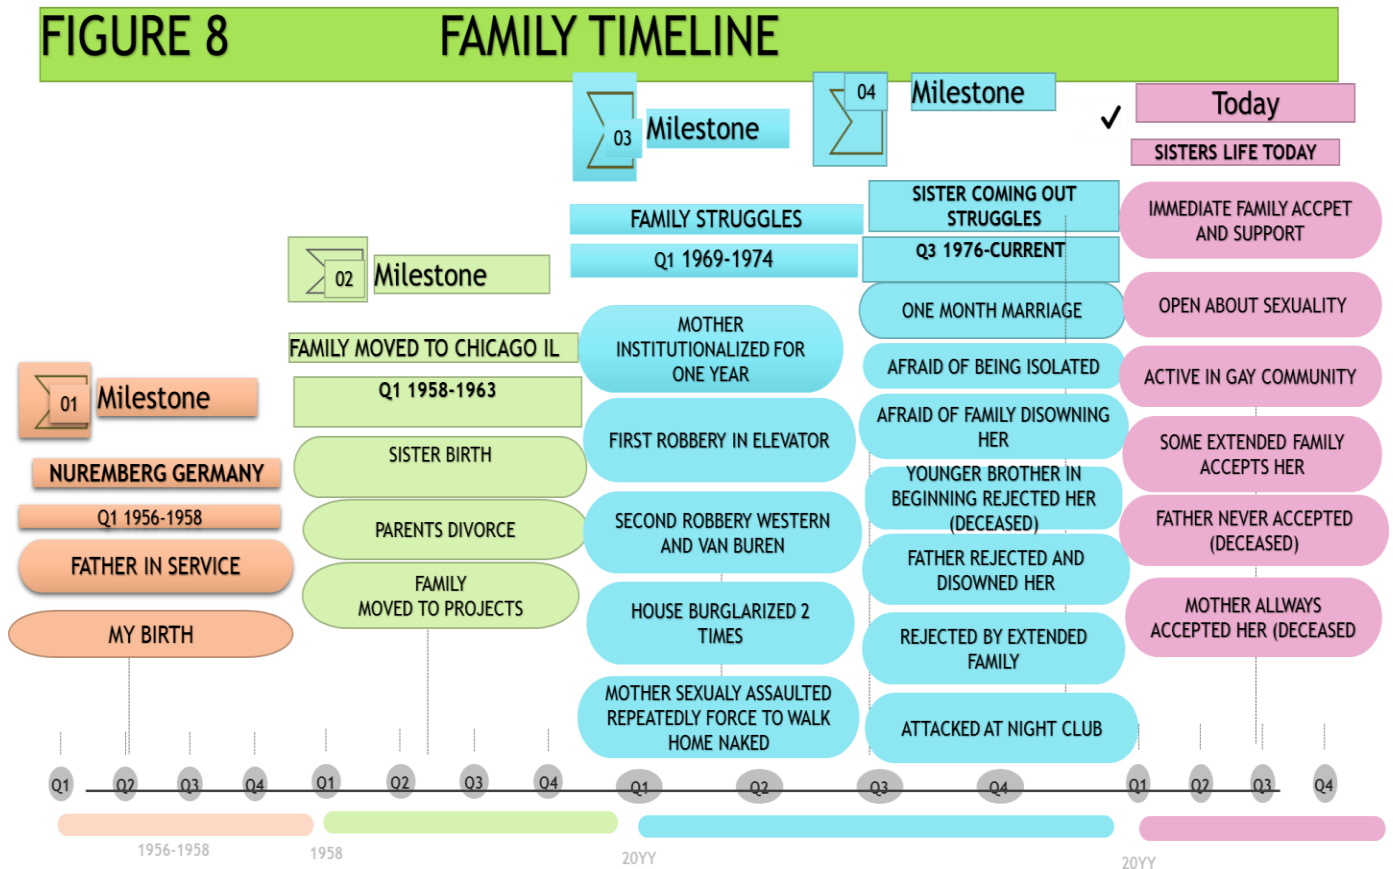 FIGURE 8 FAMILY TIMELINE
01 Milestone
NUREMBERG GERMANY
Q1 1956-1958
FATHER IN SERVICE
MY BIRTH
02 Milestone
FAMILY MOVED TO CHICAGO IL
Q1 1958-1963
SISTER BIRTH
PARENTS DIVORCE
FAMILY
MOVED TO PROJECTS
03 Milestone
FAMILY STRUGGLES
Q1 1969-1974
MOTHER
INSTITUTIONALIZED FOR
ONE YEAR
FIRST ROBBERY IN ELEVATOR
SECOND ROBBERY WESTERN
AND VAN BUREN
HOUSE BURGLARIZED 2
TIMES
MOTHER SEXUALY ASSAULTED
REPEATEDLY FORCE TO WALK
HOME NAKED
04 Milestone
SISTER COMING OUT
STRUGGLES
Q3 1976-CURRENT
ONE MONTH MARRIAGE
AFRAID OF BEING ISOLATED
AFRAID OF FAMILY DISOWNING
HER
YOUNGER BROTHER IN
BEGINNING REJECTED HER
(DECEASED)
FATHER REJECTED AND
DISOWNED HER
REJECTED BY EXTENDED
FAMILY
ATTACKED AT NIGHT CLUB
✓ Today
SISTERS LIFE TODAY
IMMEDIATE FAMILY ACCPET
AND SUPPORT
OPEN ABOUT SEXUALITY
ACTIVE IN GAY COMMUNITY
SOME EXTENDED FAMILY
ACCEPTS HER
FATHER NEVER ACCEPTED
(DECEASED)
MOTHER ALLWAYS
ACCEPTED HER (DECEASED
Q1 Q2 Q3 Q4 Q1 Q2 Q3 Q4 Q1 Q2 Q3 Q4 Q1 Q2 Q3 Q4
1956-1958 1958 20YY 20YY